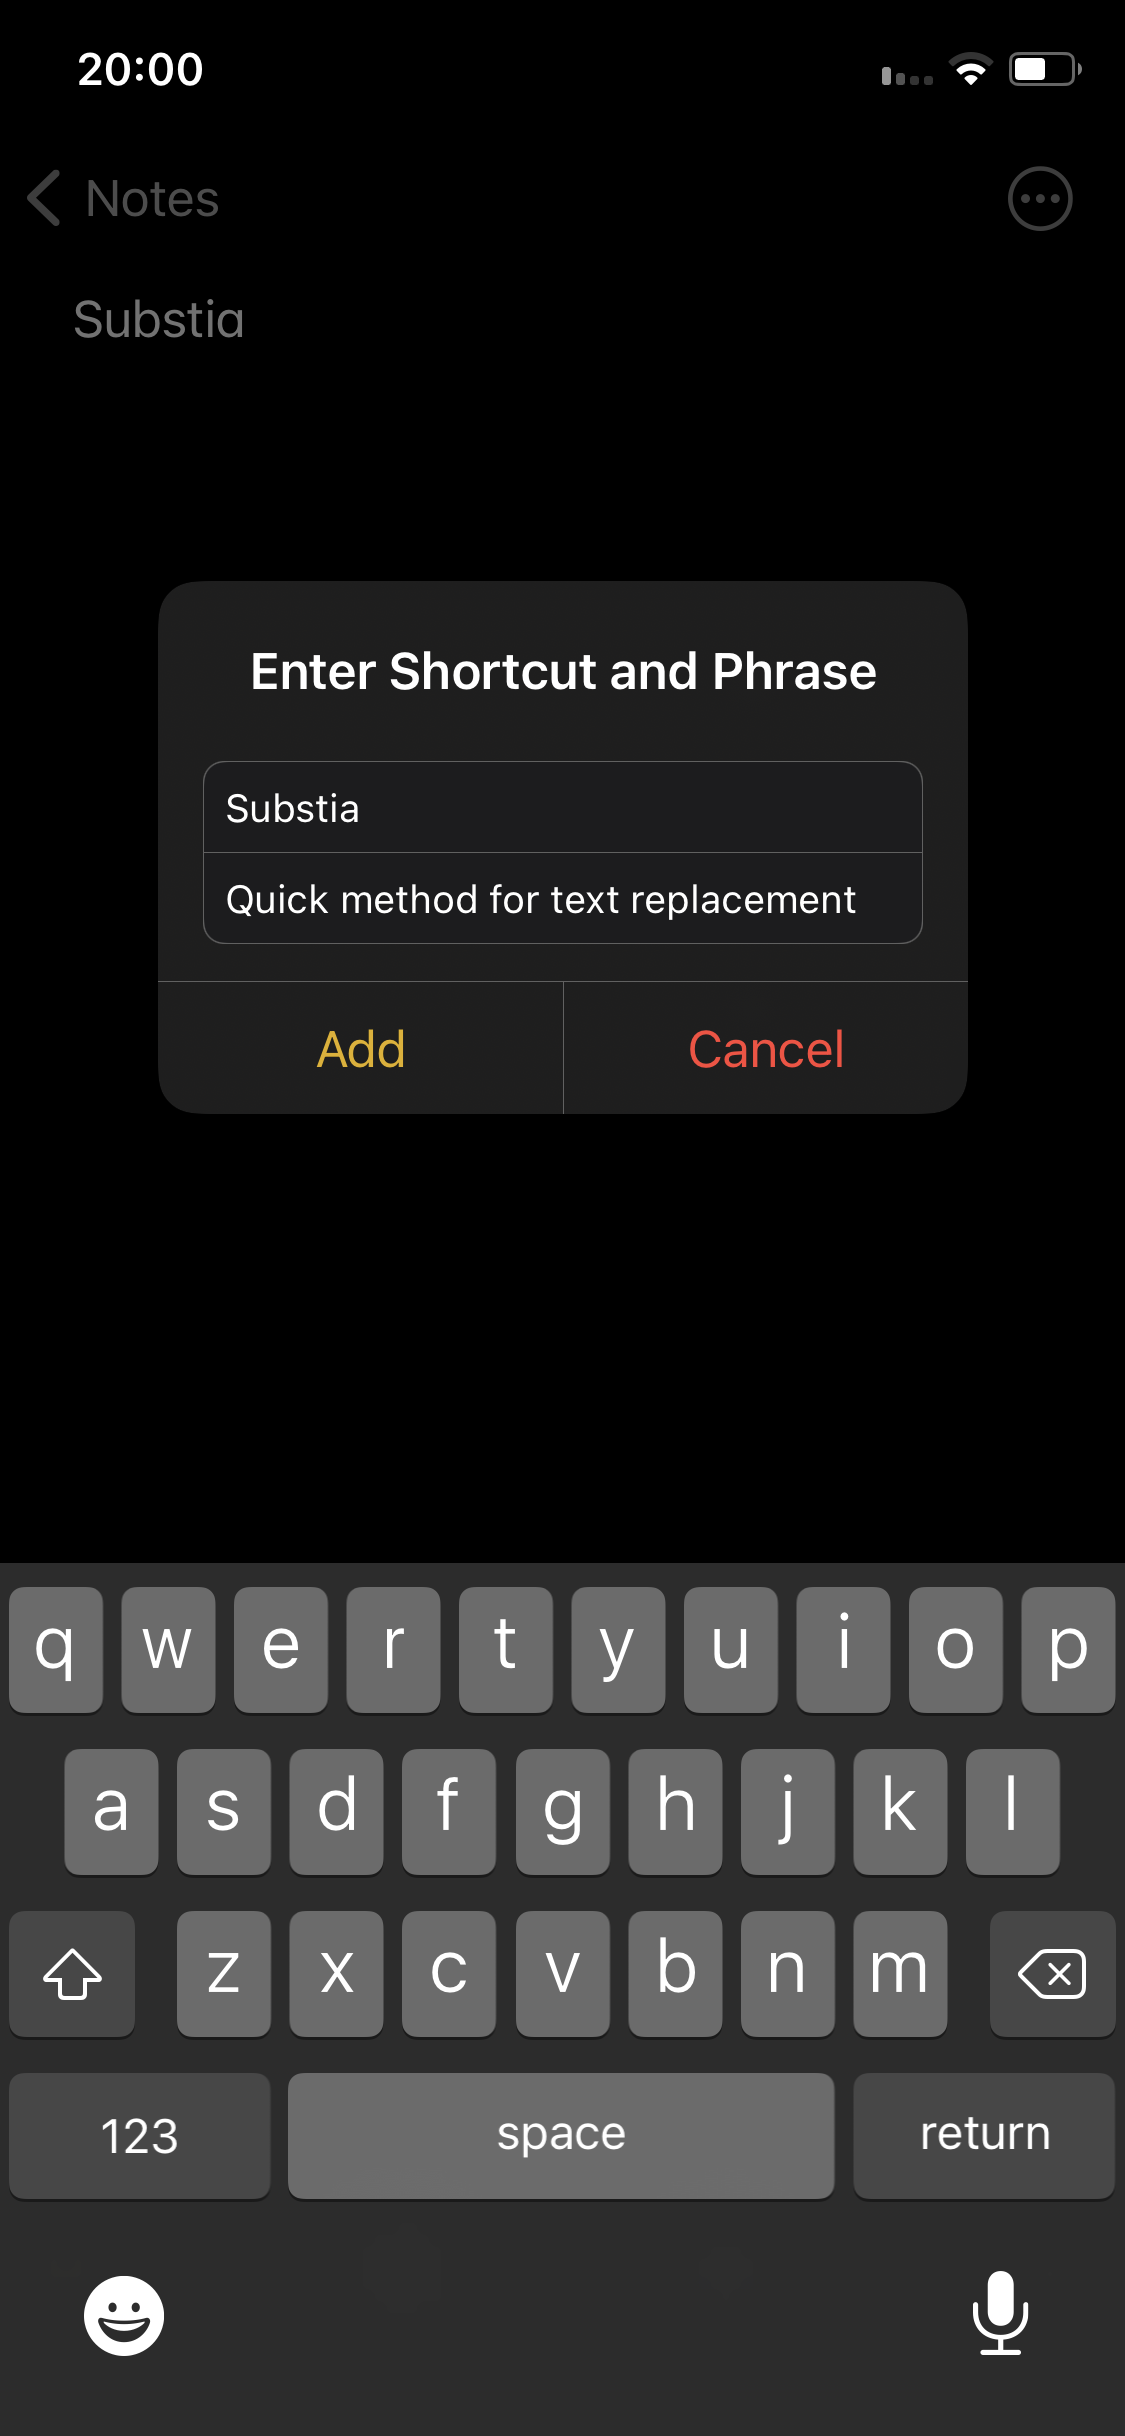 20:00
Notes
Substia
Enter Shortcut and Phrase
Substia
Quick method for text replacement
Add
Cancel
q w e r t y u i o p
a s d f g h j k l
z x c v b n m
123 space return